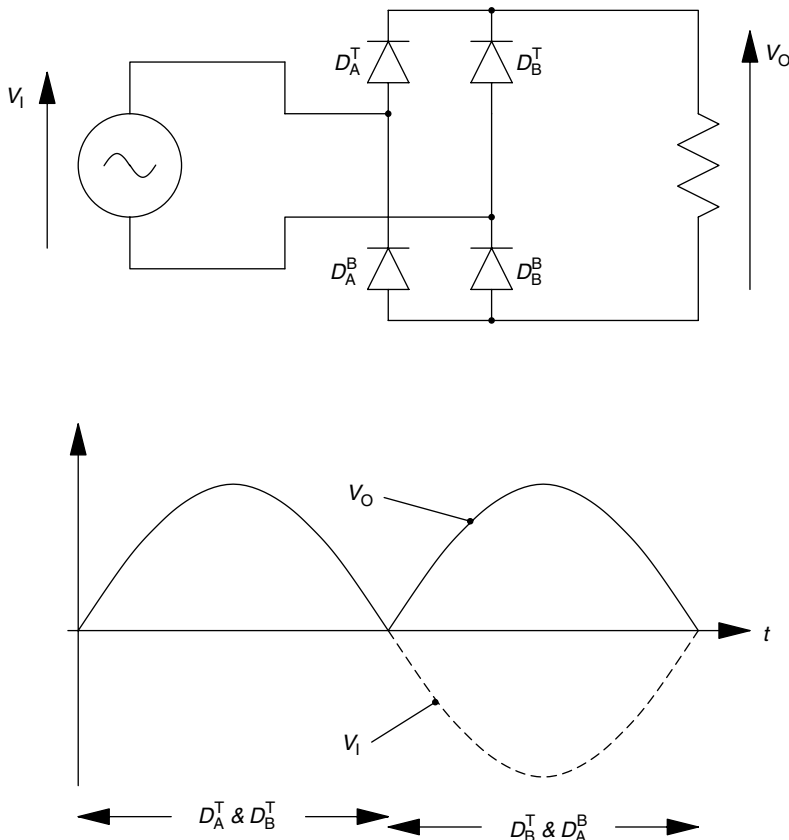 D_A^T
D_B^T
V_O
V_I
D_A^B
D_B^B
V_O
t
V_I
D_A^T & D_B^T
D_B^T & D_A^B